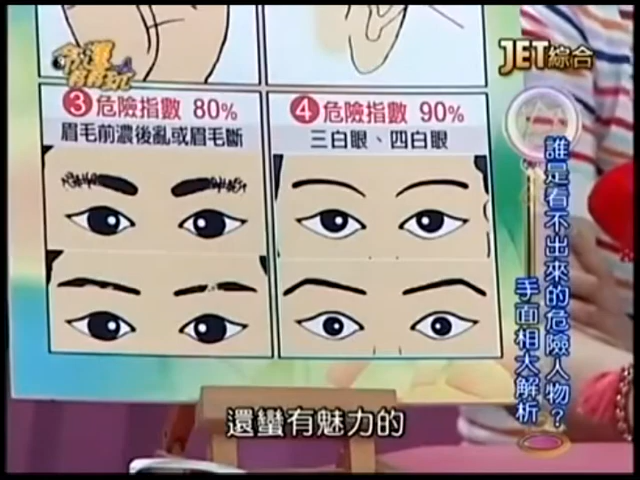 命運好好玩
JET綜合
3 危險指數 80%
眉毛前濃後亂或眉毛斷
4 危險指數 90%
三白眼、四白眼
誰是看不出來的危險人物？
手面相大解析
還蠻有魅力的